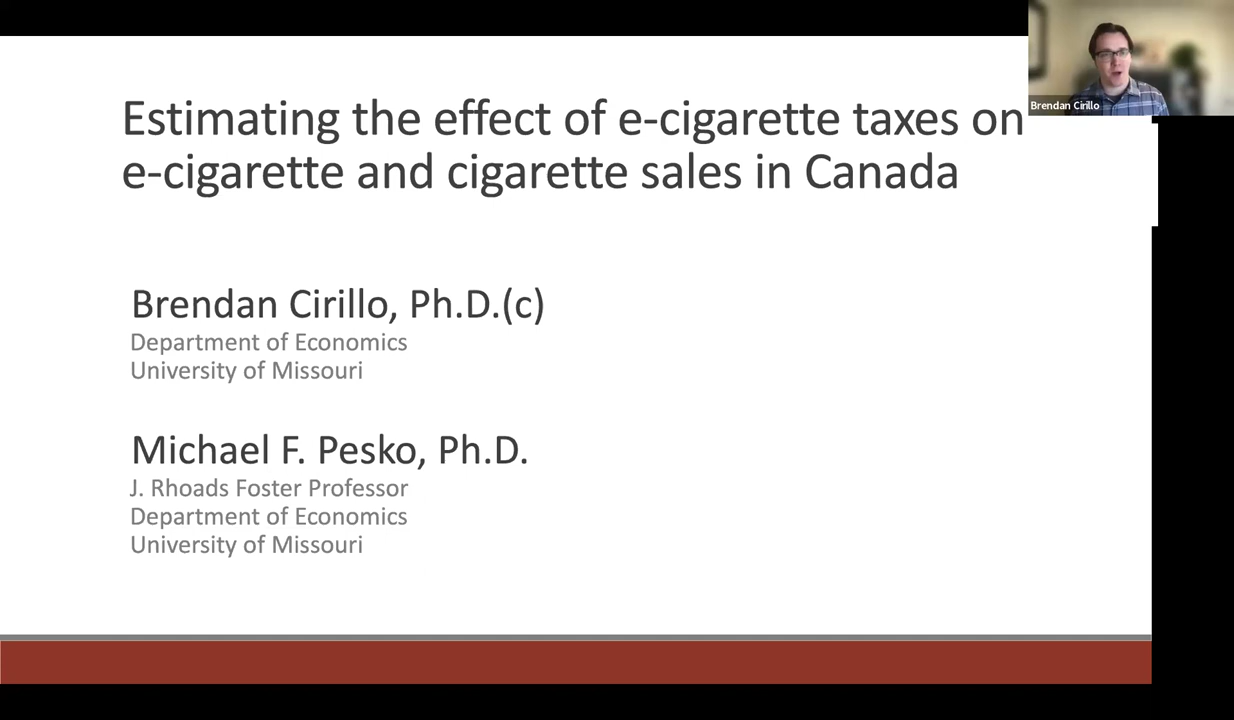 Estimating the effect of e-cigarette taxes on
e-cigarette and cigarette sales in Canada
Brendan Cirillo, Ph.D.(c)
Department of Economics
University of Missouri
Michael F. Pesko, Ph.D.
J. Rhoads Foster Professor
Department of Economics
University of Missouri
Brendan Cirillo